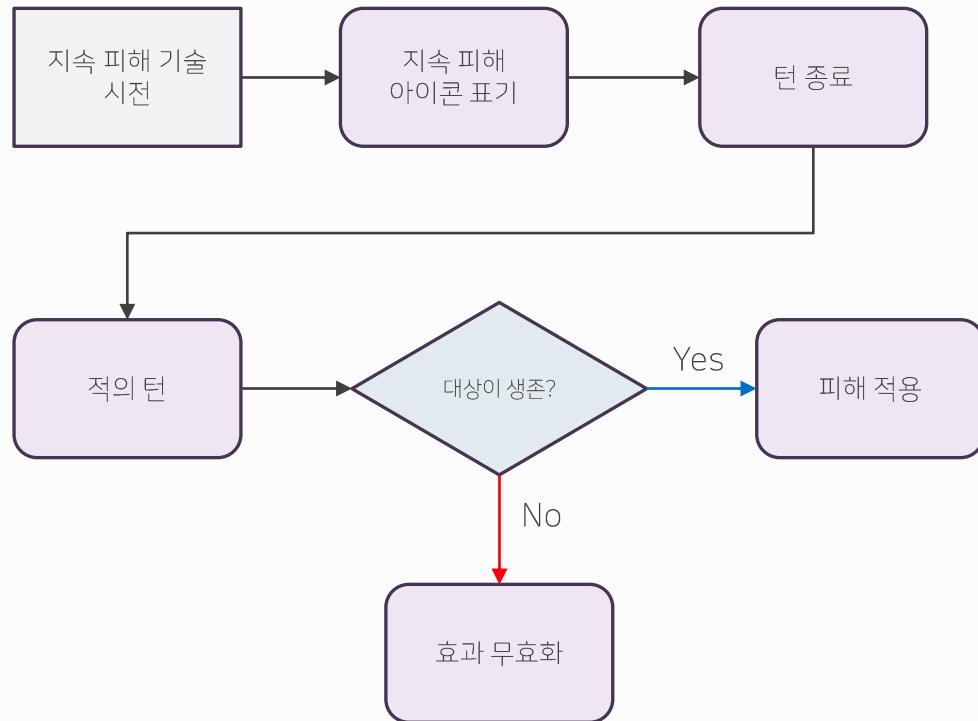 지속 피해 기술
시전
지속 피해
아이콘 표기
턴 종료
적의 턴
대상이 생존?
Yes
피해 적용
No
효과 무효화